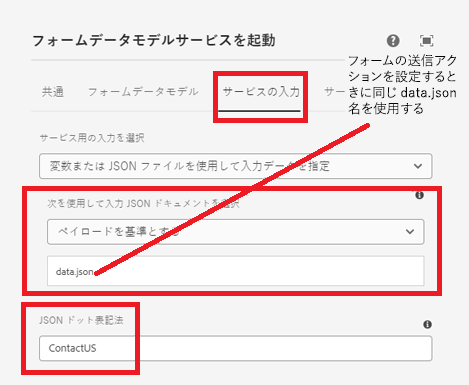 フォームデータモデルサービスを起動
フォームの送信アク
ションを設定すると
きに同じ data.json
名を使用する
共通 フォームデータモデル サービスの入力 サー
サービス用の入力を選択
変数または JSON ファイルを使用して入力データを指定
次を使用して入力 JSON ドキュメントを選択
ペイロードを基準とする
data.json
JSON ドット表記法
ContactUS